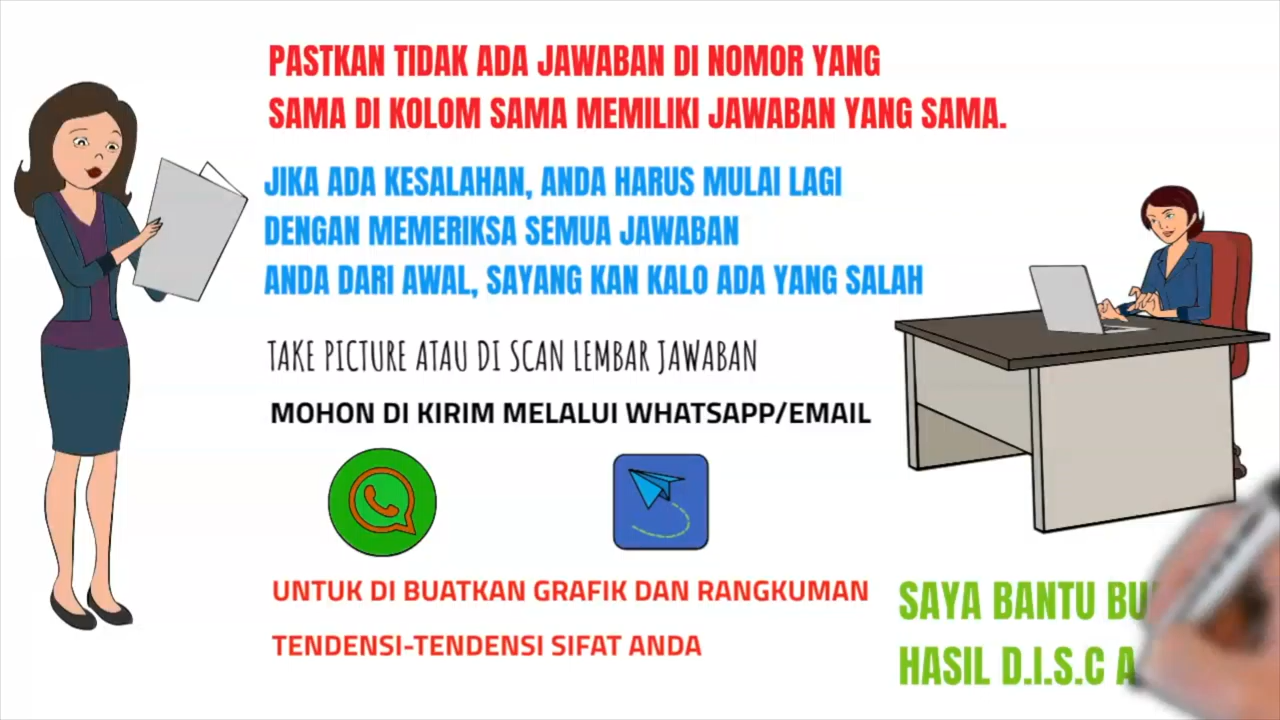 PASTKAN TIDAK ADA JAWABAN DI NOMOR YANG
SAMA DI KOLOM SAMA MEMILIKI JAWABAN YANG SAMA.
JIKA ADA KESALAHAN, ANDA HARUS MULAI LAGI
DENGAN MEMERIKSA SEMUA JAWABAN
ANDA DARI AWAL, SAYANG KAN KALO ADA YANG SALAH
TAKE PICTURE ATAU DI SCAN LEMBAR JAWABAN
MOHON DI KIRIM MELALUI WHATSAPP/EMAIL
UNTUK DI BUATKAN GRAFIK DAN RANGKUMAN
TENDENSI-TENDENSI SIFAT ANDA
SAYA BANTU
HASIL D.I.S.C